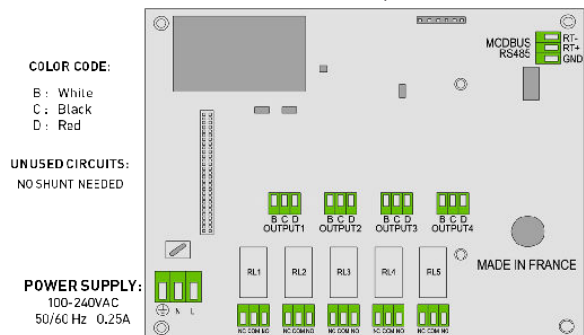 COLOR CODE:
B : White
C : Black
D : Red
UNUSED CIRCUITS:
NO SHUNT NEEDED
POWER SUPPLY:
100-240VAC
50/60 Hz 0.25A
MCDBUS
RS485
RT-
RT+
GND
B C D
OUTPUT1
B C D
OUTPUT2
B C D
OUTPUT3
B C D
OUTPUT4
MADE IN FRANCE
RL1
RL2
RL3
RL4
RL5
N L
NC COM NO
NC COM NO
NC COM NO
NC COM NO
NC COM NO